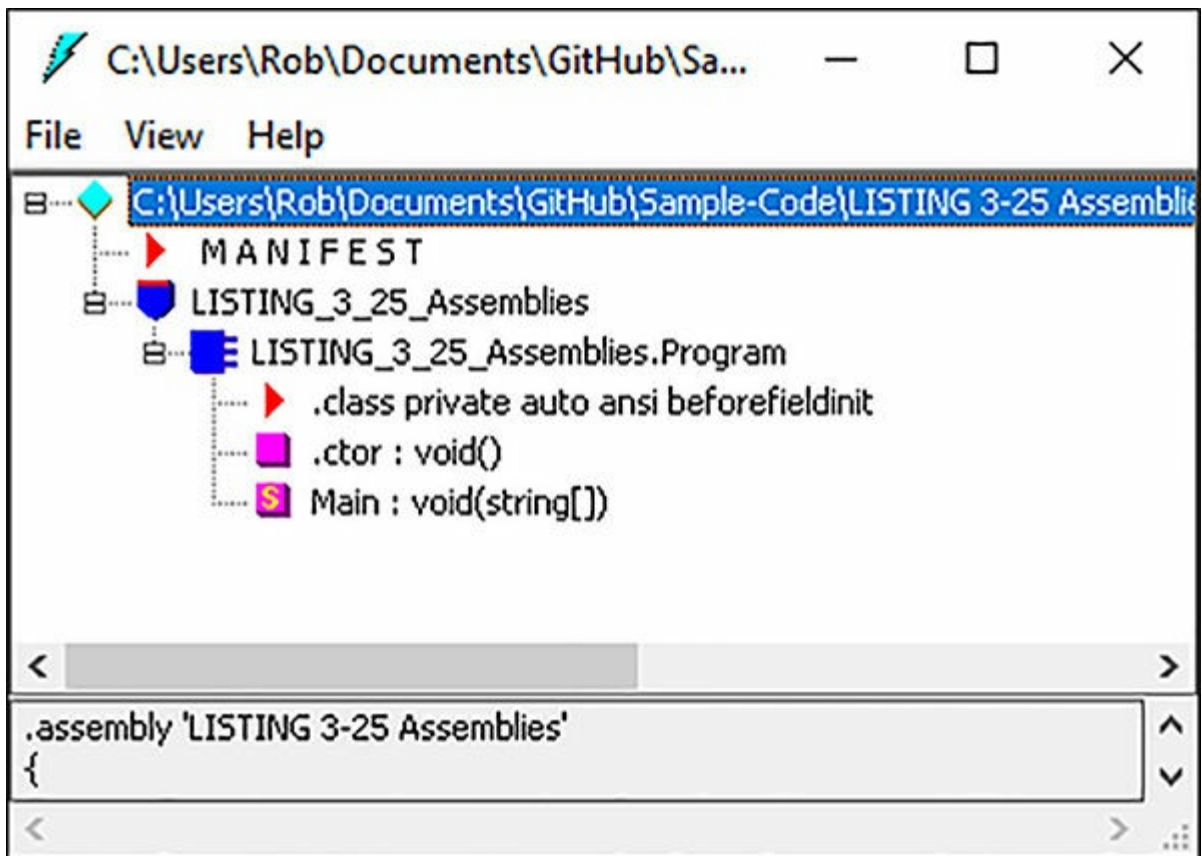 C:\Users\Rob\Documents\GitHub\Sa...
File View Help
C:\Users\Rob\Documents\GitHub\Sample-Code\LISTING 3-25 Assemblie
M A N I F E S T
LISTING_3_25_Assemblies
LISTING_3_25_Assemblies.Program
.class private auto ansi beforefieldinit
.ctor : void()
S Main : void(string[])
.assembly 'LISTING 3-25 Assemblies'
{